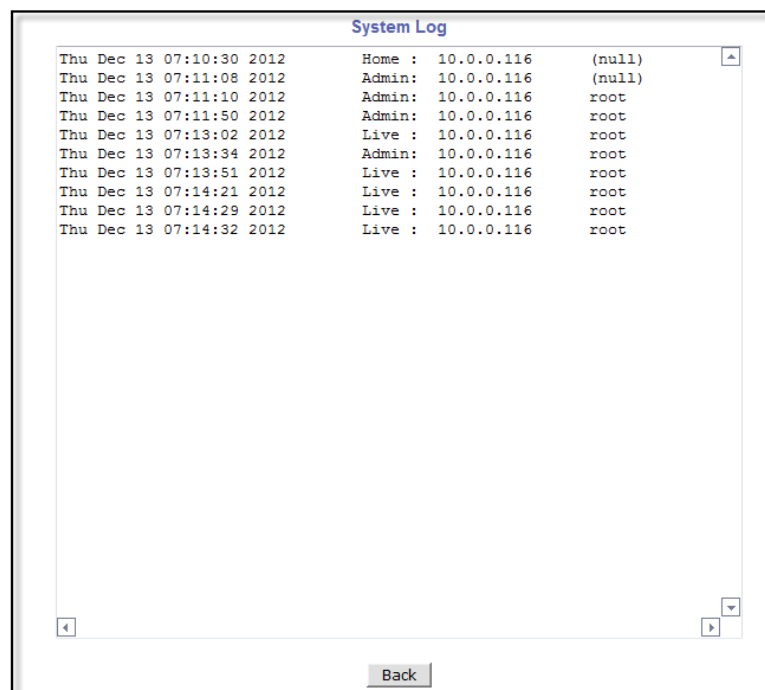 System Log
Thu Dec 13 07:10:30 2012 Home : 10.0.0.116 (null)
Thu Dec 13 07:11:08 2012 Admin: 10.0.0.116 (null)
Thu Dec 13 07:11:10 2012 Admin: 10.0.0.116 root
Thu Dec 13 07:11:50 2012 Admin: 10.0.0.116 root
Thu Dec 13 07:13:02 2012 Live : 10.0.0.116 root
Thu Dec 13 07:13:34 2012 Admin: 10.0.0.116 root
Thu Dec 13 07:13:51 2012 Live : 10.0.0.116 root
Thu Dec 13 07:14:21 2012 Live : 10.0.0.116 root
Thu Dec 13 07:14:29 2012 Live : 10.0.0.116 root
Thu Dec 13 07:14:32 2012 Live : 10.0.0.116 root
Back